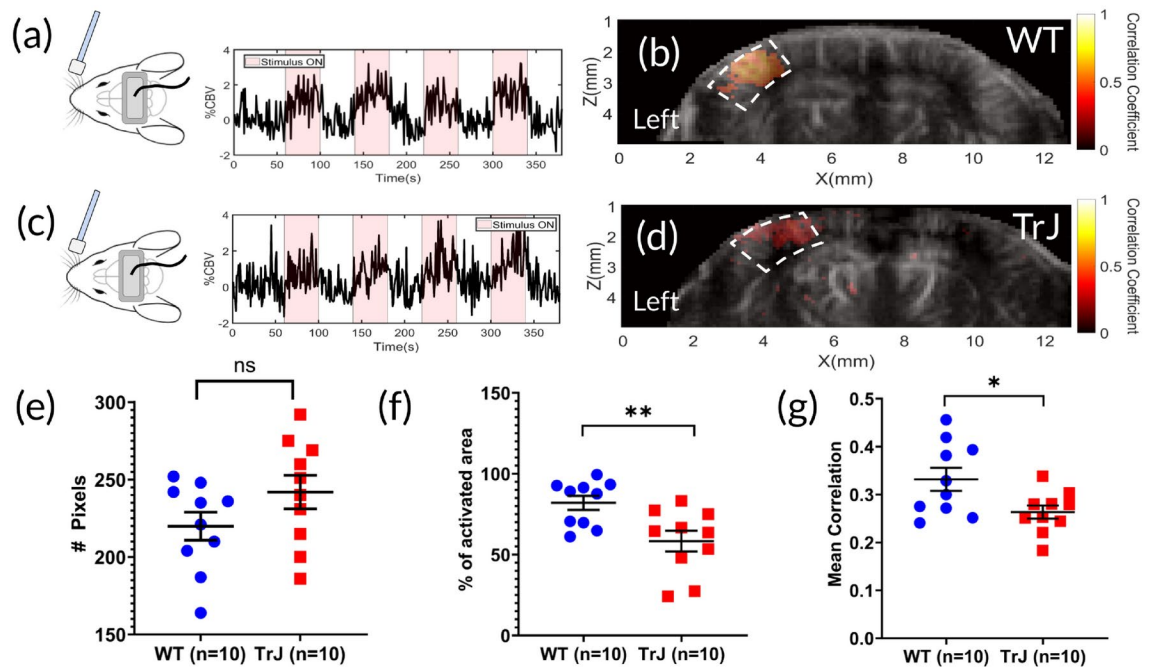 (a)
Stimulus ON
4
2
0
-2
%CBV
0 50 100 150 200 250 300 350
Time(s)
(b)
WT
Left
1
2
3
4
Z(mm)
0 2 4 6 8 10 12
X(mm)
1
0.5
0
Correlation Coefficient
(c)
Stimulus ON
4
2
0
-2
%CBV
0 50 100 150 200 250 300 350
Time(s)
(d)
TrJ
Left
1
2
3
4
5
Z(mm)
0 2 4 6 8 10 12
X(mm)
1
0.5
0
Correlation Coefficient
(e)
ns
300
250
200
150
# Pixels
WT (n=10) TrJ (n=10)
(f)
**
150
100
50
0
% of activated area
WT (n=10) TrJ (n=10)
(g)
*
0.5
0.4
0.3
0.2
0.1
0.0
Mean Correlation
WT (n=10) TrJ (n=10)